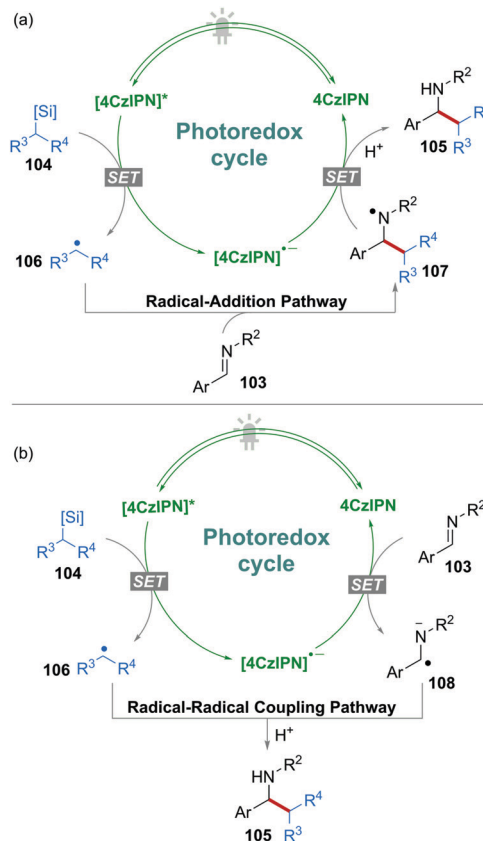 (a)
[4CzIPN]*
4CzIPN
[Si]
R3 R4
104
Photoredox
cycle
HN R2
Ar
R3
105
H+
SET
SET
R3 R4
106
[4CzIPN]•–
N R2
Ar R4
R3
107
Radical-Addition Pathway
N R2
Ar
103
(b)
[4CzIPN]*
4CzIPN
[Si]
R3 R4
104
Photoredox
cycle
N R2
Ar
103
SET
SET
R3 R4
106
[4CzIPN]•–
N– R2
Ar
108
Radical-Radical Coupling Pathway
H+
HN R2
Ar R4
R3
105